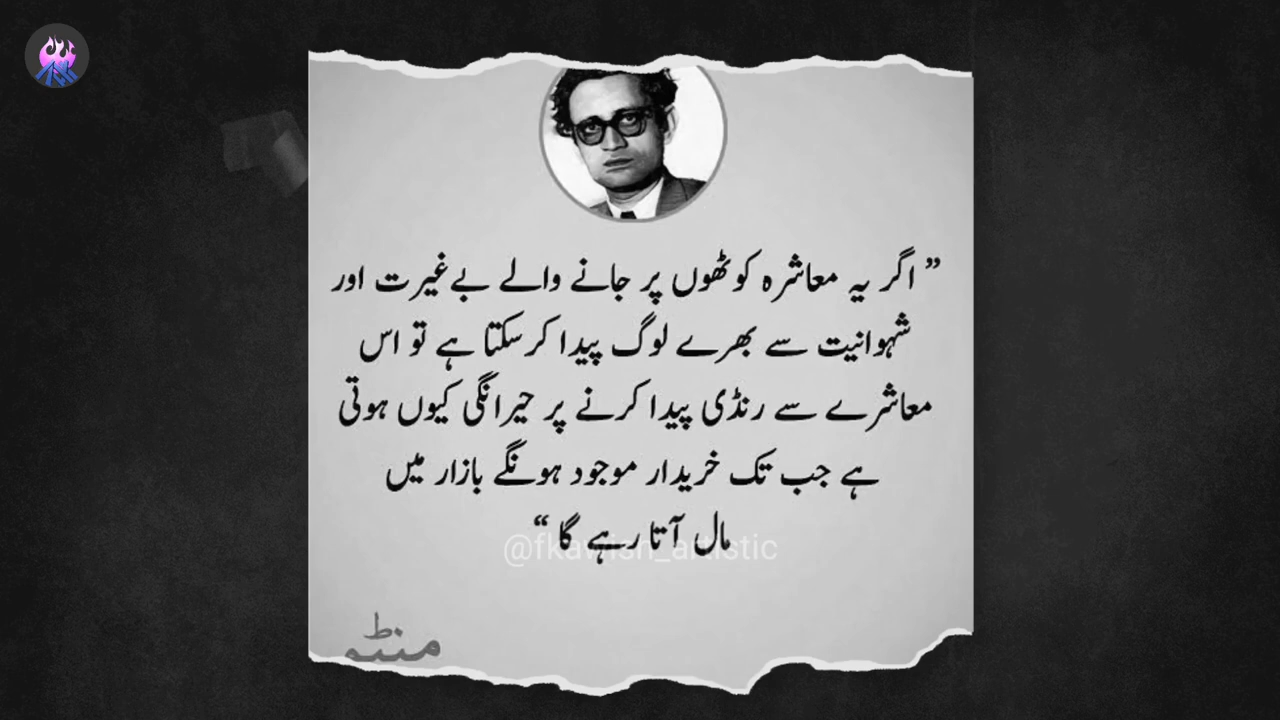 ” اگر یہ معاشرہ کوٹھوں پر جانے والے بےغیرت اور
شہوانیت سے بھرے لوگ پیدا کرسکتا ہے تو اس
معاشرے سے رنڈی پیدا کرنے پر حیرانگی کیوں ہوتی
ہے جب تک خریدار موجود ہونگے بازار میں
مال آتا رہے گا “
@fkawish_artistic
منٹو